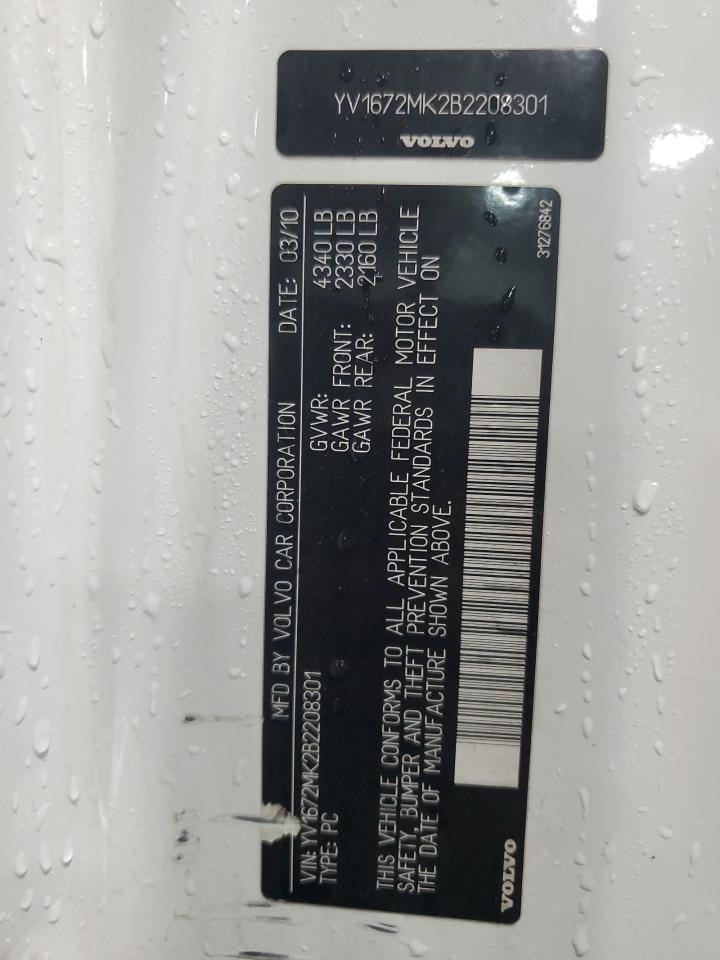 YV1672MK2B2208301
VOLVO
MFD BY VOLVO CAR CORPORATION DATE: 03/10
VIN: YV1672MK2B2208301
TYPE: PC
GVWR: 4340 LB
GAWR FRONT: 2330 LB
GAWR REAR: 2160 LB
THIS VEHICLE CONFORMS TO ALL APPLICABLE FEDERAL MOTOR VEHICLE
SAFETY, BUMPER AND THEFT PREVENTION STANDARDS IN EFFECT ON
THE DATE OF MANUFACTURE SHOWN ABOVE.
VOLVO
31276842